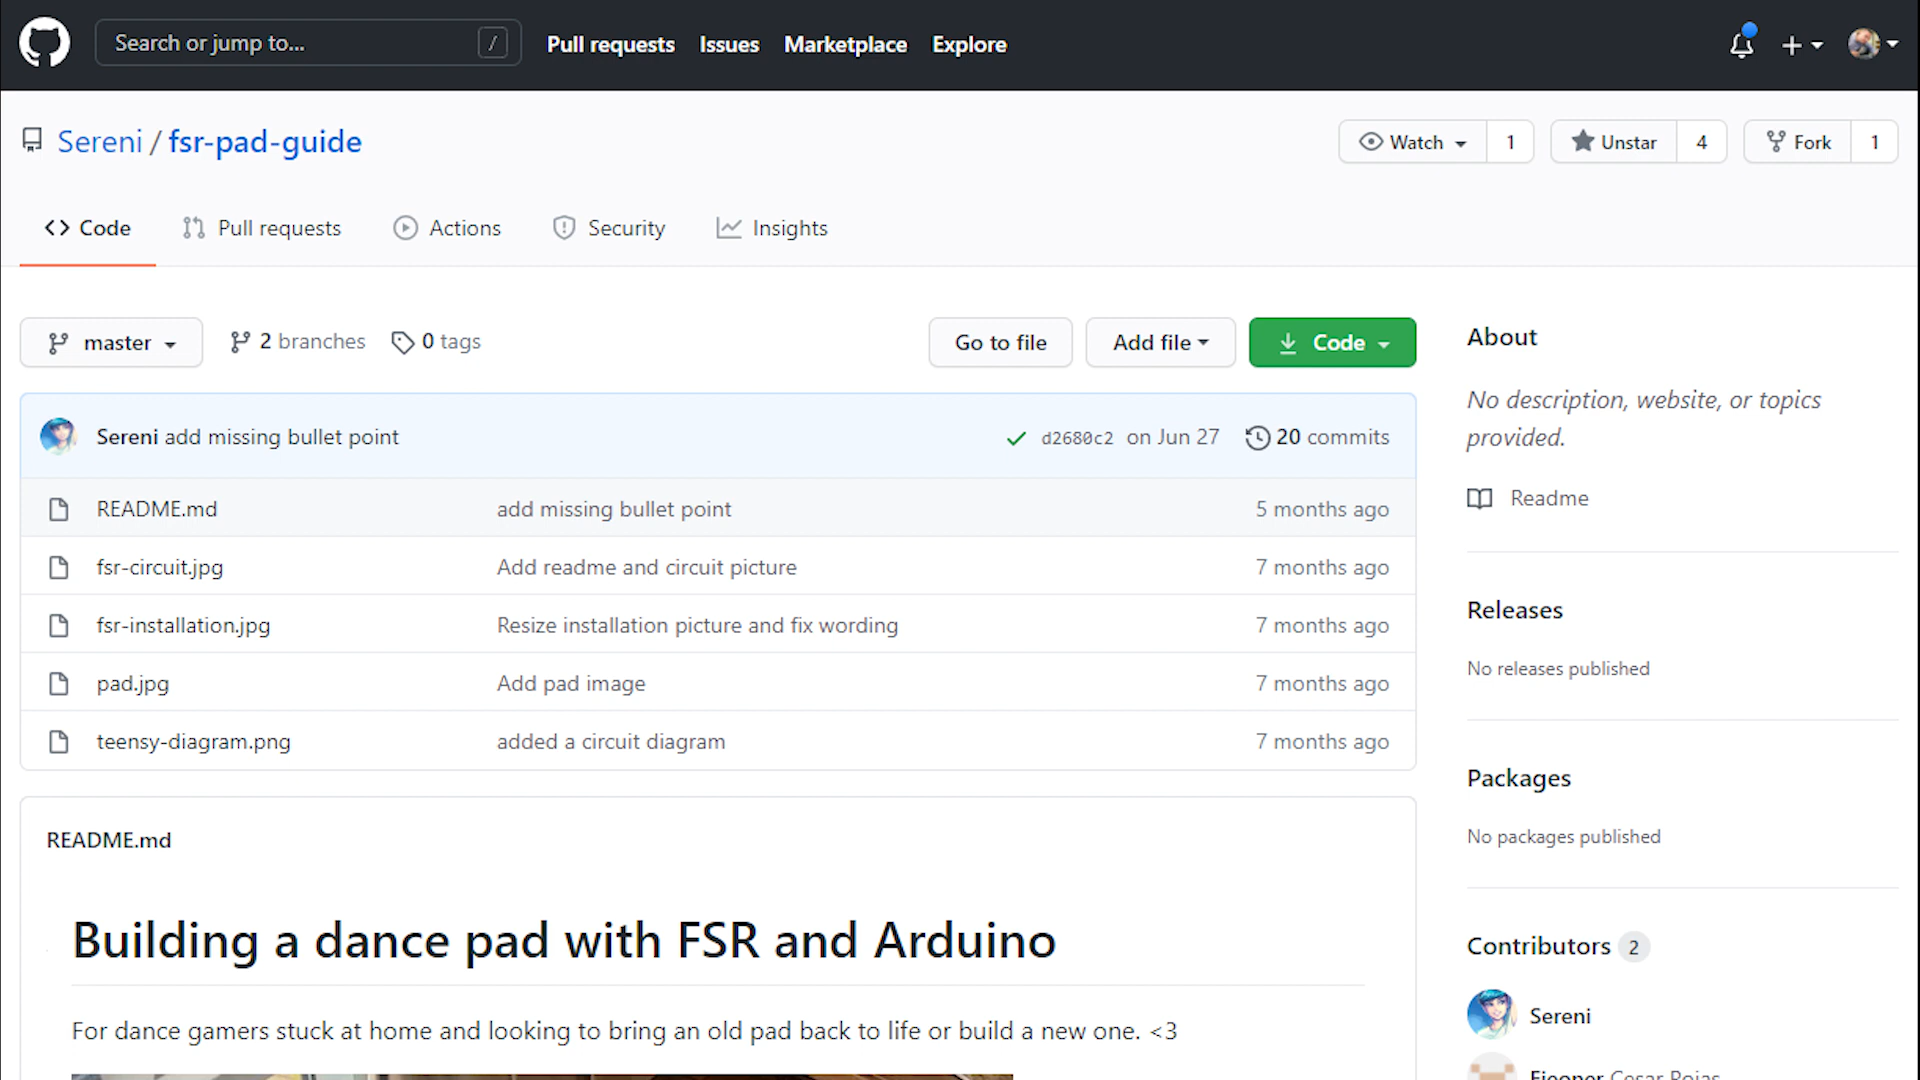 Search or jump to... /
Pull requests Issues Marketplace Explore
Sereni / fsr-pad-guide
Watch 1 Unstar 4 Fork 1
Code Pull requests Actions Security Insights
master 2 branches 0 tags Go to file Add file Code
Sereni add missing bullet point d2680c2 on Jun 27 20 commits
README.md add missing bullet point 5 months ago
fsr-circuit.jpg Add readme and circuit picture 7 months ago
fsr-installation.jpg Resize installation picture and fix wording 7 months ago
pad.jpg Add pad image 7 months ago
teensy-diagram.png added a circuit diagram 7 months ago
README.md
Building a dance pad with FSR and Arduino
For dance gamers stuck at home and looking to bring an old pad back to life or build a new one. <3
About
No description, website, or topics
provided.
Readme
Releases
No releases published
Packages
No packages published
Contributors 2
Sereni
Cesar Rojas